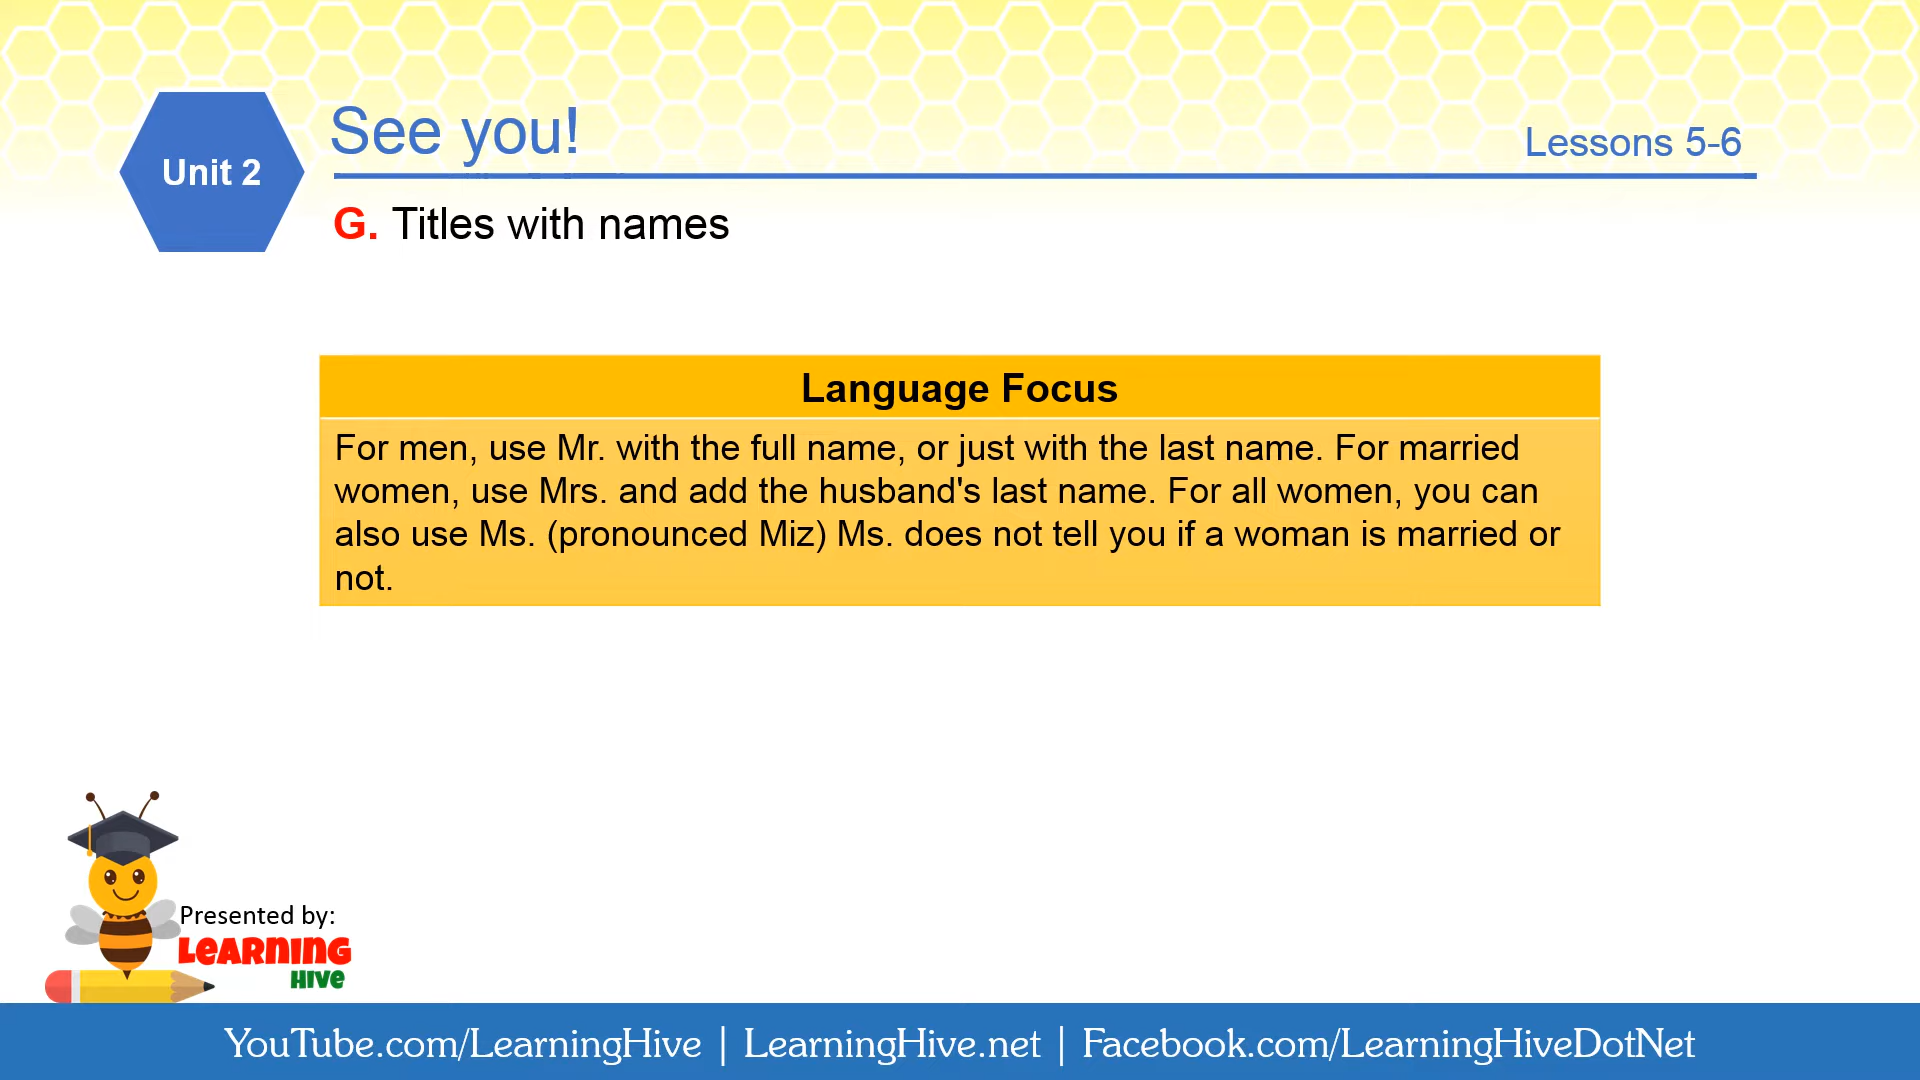 Unit 2
See you!
Lessons 5-6
G. Titles with names
Language Focus
For men, use Mr. with the full name, or just with the last name. For married
women, use Mrs. and add the husband's last name. For all women, you can
also use Ms. (pronounced Miz) Ms. does not tell you if a woman is married or
not.
Presented by:
LEARNING
HIVE
YouTube.com/LearningHive | LearningHive.net | Facebook.com/LearningHiveDotNet